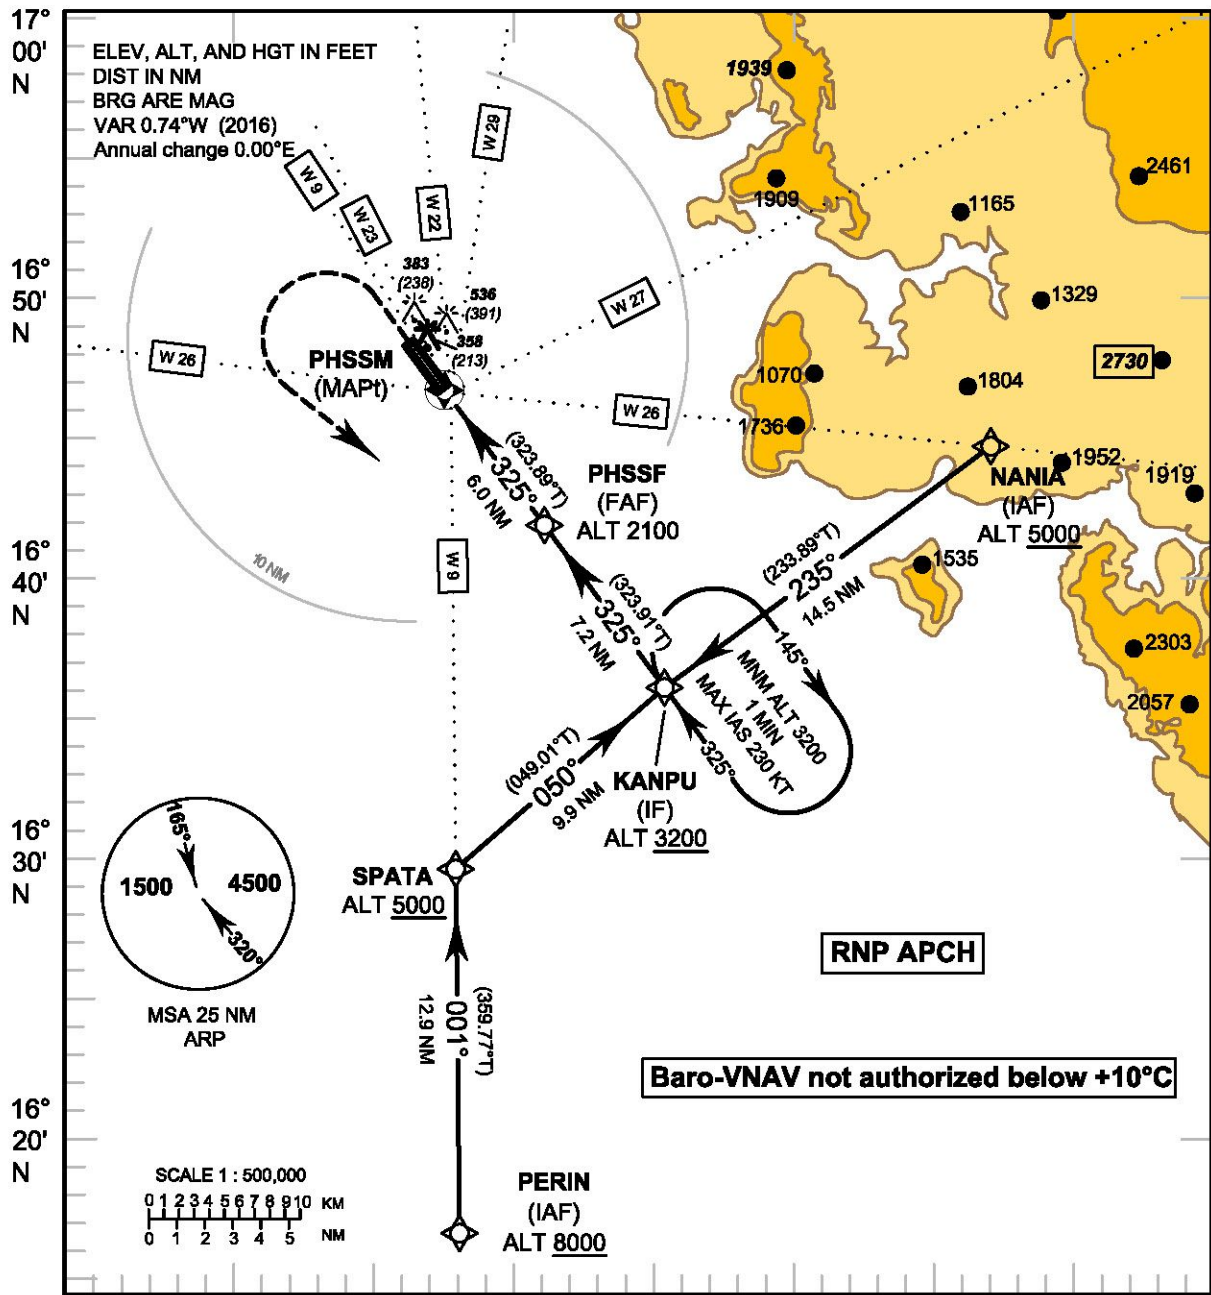 17°
00'
N
ELEV, ALT, AND HGT IN FEET
DIST IN NM
BRG ARE MAG
VAR 0.74°W (2016)
Annual change 0.00°E
W 9
W 23
W 22
W 29
1939
1909
1165
2461
16°
50'
N
383
(238)
536
(391)
358
(213)
W 27
1329
PHSSM
(MAPt)
W 26
1070
1804
2730
W 26
1736
1952
1919
NANIA
(IAF)
ALT 5000
(323.89°T)
325°
6.0 NM
PHSSF
(FAF)
ALT 2100
16°
40'
N
10 NM
W 9
(323.91°T)
325°
7.2 NM
(233.89°T)
235°
14.5 NM
1535
2303
2057
145°
MNM ALT 3200
1 MIN
MAX IAS 230 KT
325°
KANPU
(IF)
ALT 3200
(049.01°T)
050°
9.9 NM
16°
30'
N
165°
1500
4500
320°
MSA 25 NM
ARP
SPATA
ALT 5000
RNP APCH
(359.77°T)
001°
12.9 NM
Baro-VNAV not authorized below +10°C
16°
20'
N
SCALE 1 : 500,000
0 1 2 3 4 5 6 7 8 9 10 KM
0 1 2 3 4 5 NM
PERIN
(IAF)
ALT 8000